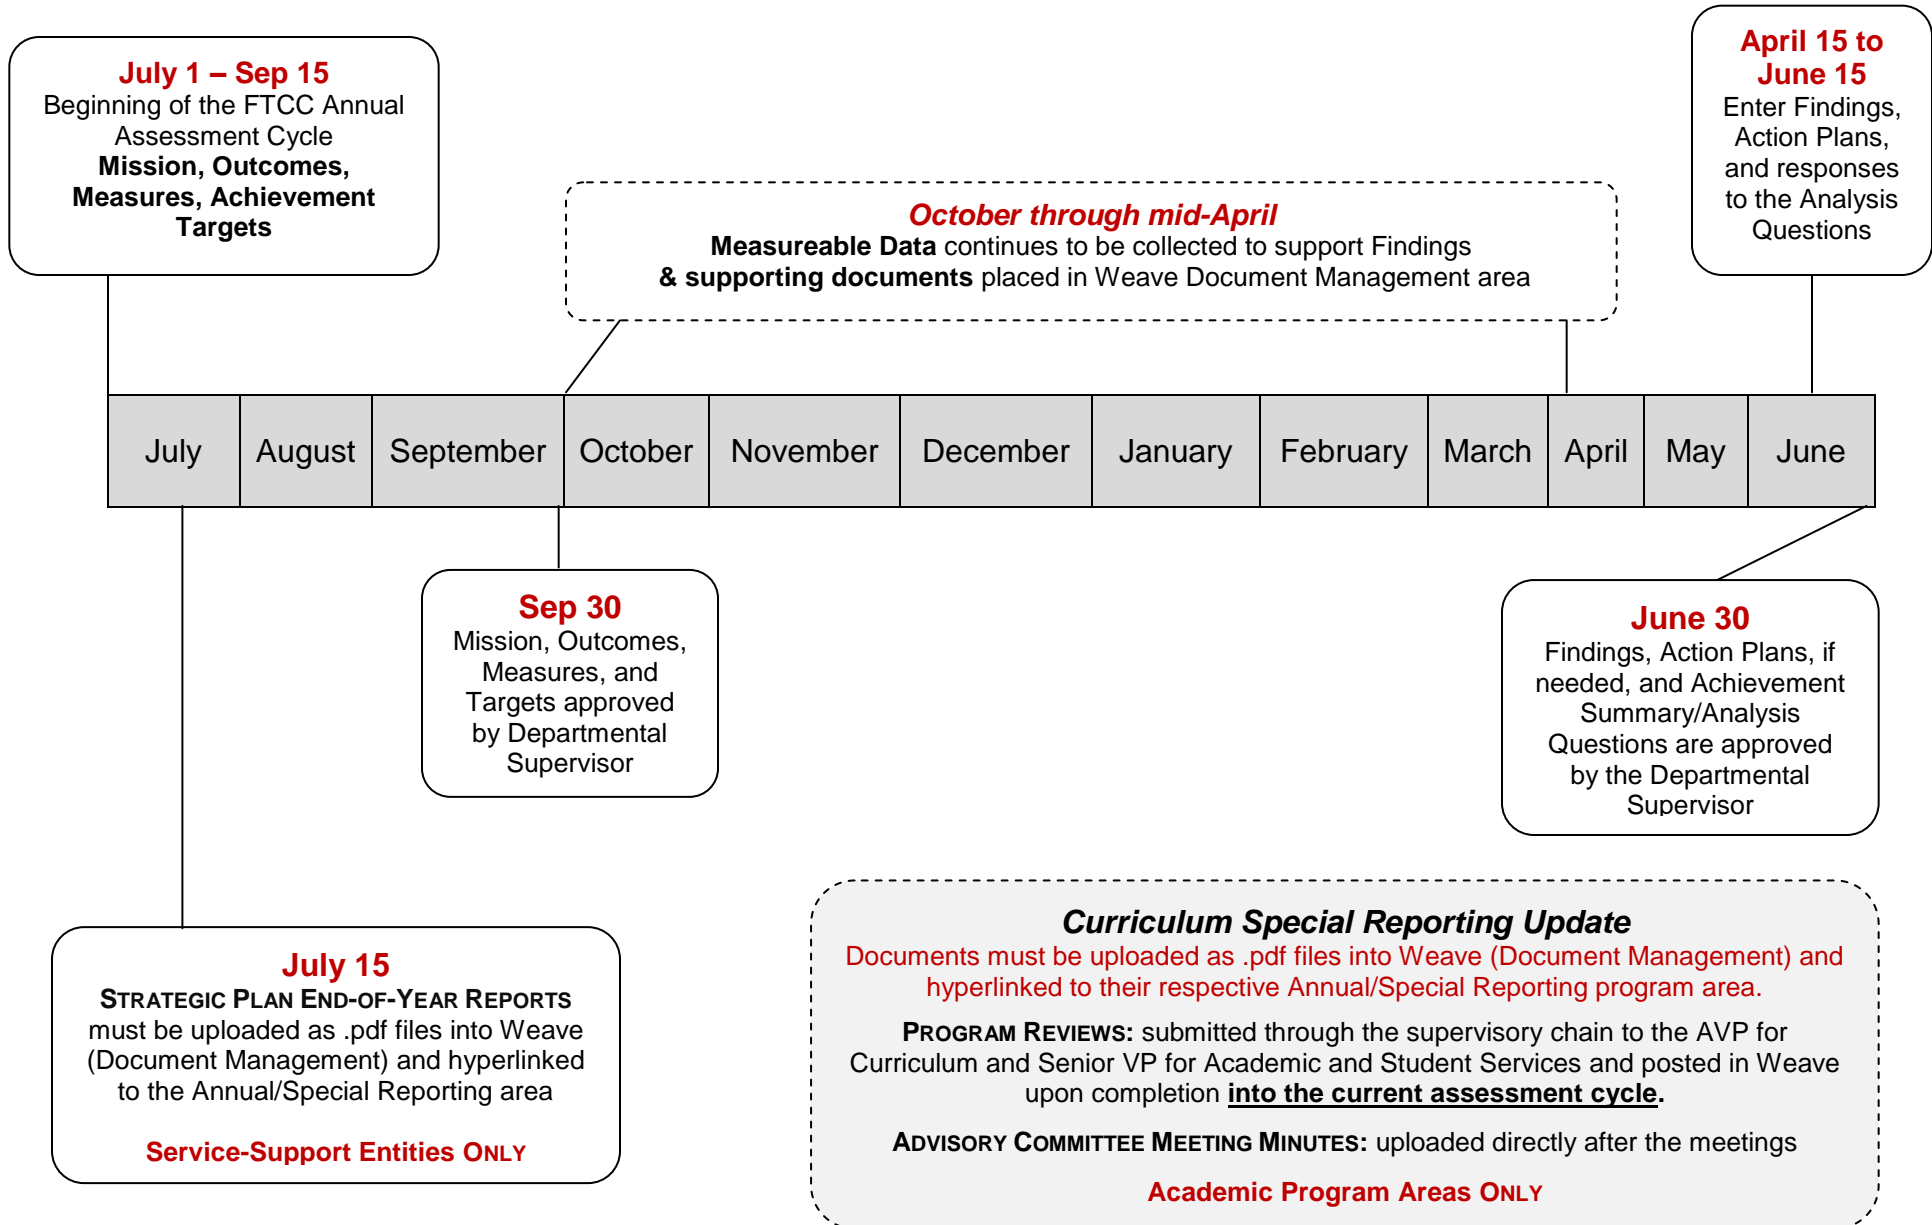 July 1 – Sep 15
Beginning of the FTCC Annual
Assessment Cycle
Mission, Outcomes,
Measures, Achievement
Targets
April 15 to
June 15
Enter Findings,
Action Plans,
and responses
to the Analysis
Questions
October through mid-April
Measureable Data continues to be collected to support Findings
& supporting documents placed in Weave Document Management area
July August September October November December January February March April May June
Sep 30
Mission, Outcomes,
Measures, and
Targets approved
by Departmental
Supervisor
June 30
Findings, Action Plans, if
needed, and Achievement
Summary/Analysis
Questions are approved
by the Departmental
Supervisor
July 15
STRATEGIC PLAN END-OF-YEAR REPORTS
must be uploaded as .pdf files into Weave
(Document Management) and hyperlinked
to the Annual/Special Reporting area
Service-Support Entities ONLY
Curriculum Special Reporting Update
Documents must be uploaded as .pdf files into Weave (Document Management) and
hyperlinked to their respective Annual/Special Reporting program area.
PROGRAM REVIEWS: submitted through the supervisory chain to the AVP for
Curriculum and Senior VP for Academic and Student Services and posted in Weave
upon completion into the current assessment cycle.
ADVISORY COMMITTEE MEETING MINUTES: uploaded directly after the meetings
Academic Program Areas ONLY